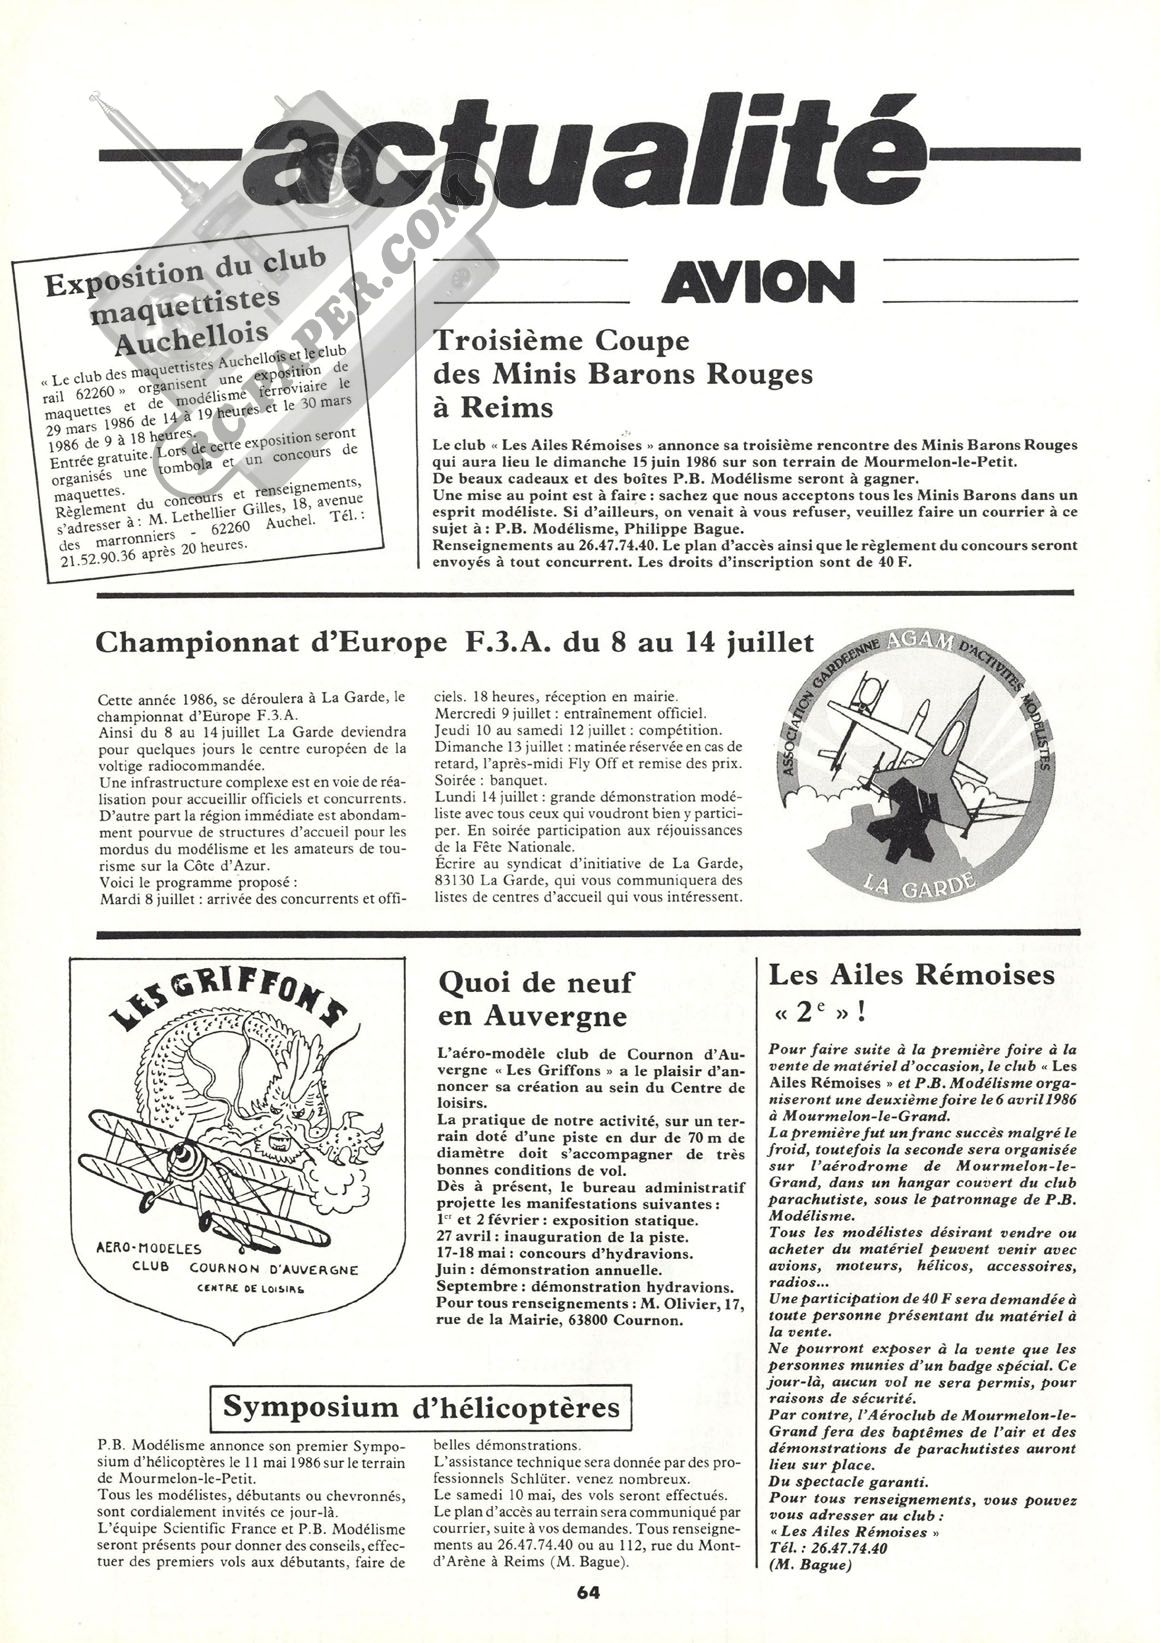 actualité
RC-PAPER.COM
Exposition du club
maquettistes
Auchellois
« Le club des maquettistes Auchellois et le club
rail 62260 » organisent une exposition de
maquettes et de modélisme ferroviaire le
29 mars 1986 de 14 à 19 heures et le 30 mars
1986 de 9 à 18 heures.
Entrée gratuite. Lors de cette exposition seront
organisés une tombola et un concours de
maquettes.
Règlement du concours et renseignements,
s'adresser à : M. Lethellier Gilles, 18, avenue
des marronniers - 62260 Auchel. Tél. :
21.52.90.36 après 20 heures.
AVION
Troisième Coupe
des Minis Barons Rouges
à Reims
Le club « Les Ailes Rémoises » annonce sa troisième rencontre des Minis Barons Rouges
qui aura lieu le dimanche 15 juin 1986 sur son terrain de Mourmelon-le-Petit.
De beaux cadeaux et des boîtes P.B. Modélisme seront à gagner.
Une mise au point est à faire : sachez que nous acceptons tous les Minis Barons dans un
esprit modéliste. Si d'ailleurs, on venait à vous refuser, veuillez faire un courrier à ce
sujet à : P.B. Modélisme, Philippe Bague.
Renseignements au 26.47.74.40. Le plan d'accès ainsi que le règlement du concours seront
envoyés à tout concurrent. Les droits d'inscription sont de 40 F.
Championnat d'Europe F.3.A. du 8 au 14 juillet
Cette année 1986, se déroulera à La Garde, le
championnat d'Europe F.3.A.
Ainsi du 8 au 14 juillet La Garde deviendra
pour quelques jours le centre européen de la
voltige radiocommandée.
Une infrastructure complexe est en voie de réa-
lisation pour accueillir officiels et concurrents.
D'autre part la région immédiate est abondam-
ment pourvue de structures d'accueil pour les
mordus du modélisme et les amateurs de tou-
risme sur la Côte d'Azur.
Voici le programme proposé :
Mardi 8 juillet : arrivée des concurrents et offi-
ciels. 18 heures, réception en mairie.
Mercredi 9 juillet : entraînement officiel.
Jeudi 10 au samedi 12 juillet : compétition.
Dimanche 13 juillet : matinée réservée en cas de
retard, l'après-midi Fly Off et remise des prix.
Soirée : banquet.
Lundi 14 juillet : grande démonstration modé-
liste avec tous ceux qui voudront bien y partici-
per. En soirée participation aux réjouissances
de la Fête Nationale.
Écrire au syndicat d'initiative de La Garde,
83130 La Garde, qui vous communiquera des
listes de centres d'accueil qui vous intéressent.
ASSOCIATION GARDEENNE AGAM D'ACTIVITES MODELISTES
LA GARDE
LES GRIFFONS
AERO-MODELES
CLUB COURNON D'AUVERGNE
CENTRE DE LOISIRS
Quoi de neuf
en Auvergne
L'aéro-modèle club de Cournon d'Au-
vergne « Les Griffons » a le plaisir d'an-
noncer sa création au sein du Centre de
loisirs.
La pratique de notre activité, sur un ter-
rain doté d'une piste en dur de 70 m de
diamètre doit s'accompagner de très
bonnes conditions de vol.
Dès à présent, le bureau administratif
projette les manifestations suivantes :
1er et 2 février : exposition statique.
27 avril : inauguration de la piste.
17-18 mai : concours d'hydravions.
Juin : démonstration annuelle.
Septembre : démonstration hydravions.
Pour tous renseignements : M. Olivier, 17,
rue de la Mairie, 63800 Cournon.
Les Ailes Rémoises
« 2e » !
Pour faire suite à la première foire à la
vente de matériel d'occasion, le club « Les
Ailes Rémoises » et P.B. Modélisme orga-
niseront une deuxième foire le 6 avril 1986
à Mourmelon-le-Grand.
La première fut un franc succès malgré le
froid, toutefois la seconde sera organisée
sur l'aérodrome de Mourmelon-le-
Grand, dans un hangar couvert du club
parachutiste, sous le patronnage de P.B.
Modélisme.
Tous les modélistes désirant vendre ou
acheter du matériel peuvent venir avec
avions, moteurs, hélicos, accessoires,
radios...
Une participation de 40 F sera demandée à
toute personne présentant du matériel à
la vente.
Ne pourront exposer à la vente que les
personnes munies d'un badge spécial. Ce
jour-là, aucun vol ne sera permis, pour
raisons de sécurité.
Par contre, l'Aéroclub de Mourmelon-le-
Grand fera des baptêmes de l'air et des
démonstrations de parachutistes auront
lieu sur place.
Du spectacle garanti.
Pour tous renseignements, vous pouvez
vous adresser au club :
« Les Ailes Rémoises »
Tél. : 26.47.74.40
(M. Bague)
Symposium d'hélicoptères
P.B. Modélisme annonce son premier Sympo-
sium d'hélicoptères le 11 mai 1986 sur le terrain
de Mourmelon-le-Petit.
Tous les modélistes, débutants ou chevronnés,
sont cordialement invités ce jour-là.
L'équipe Scientific France et P.B. Modélisme
seront présents pour donner des conseils, effec-
tuer des premiers vols aux débutants, faire de
belles démonstrations.
L'assistance technique sera donnée par des pro-
fessionnels Schlüter. venez nombreux.
Le samedi 10 mai, des vols seront effectués.
Le plan d'accès au terrain sera communiqué par
courrier, suite à vos demandes. Tous renseigne-
ments au 26.47.74.40 ou au 112, rue du Mont-
d'Arène à Reims (M. Bague).
64